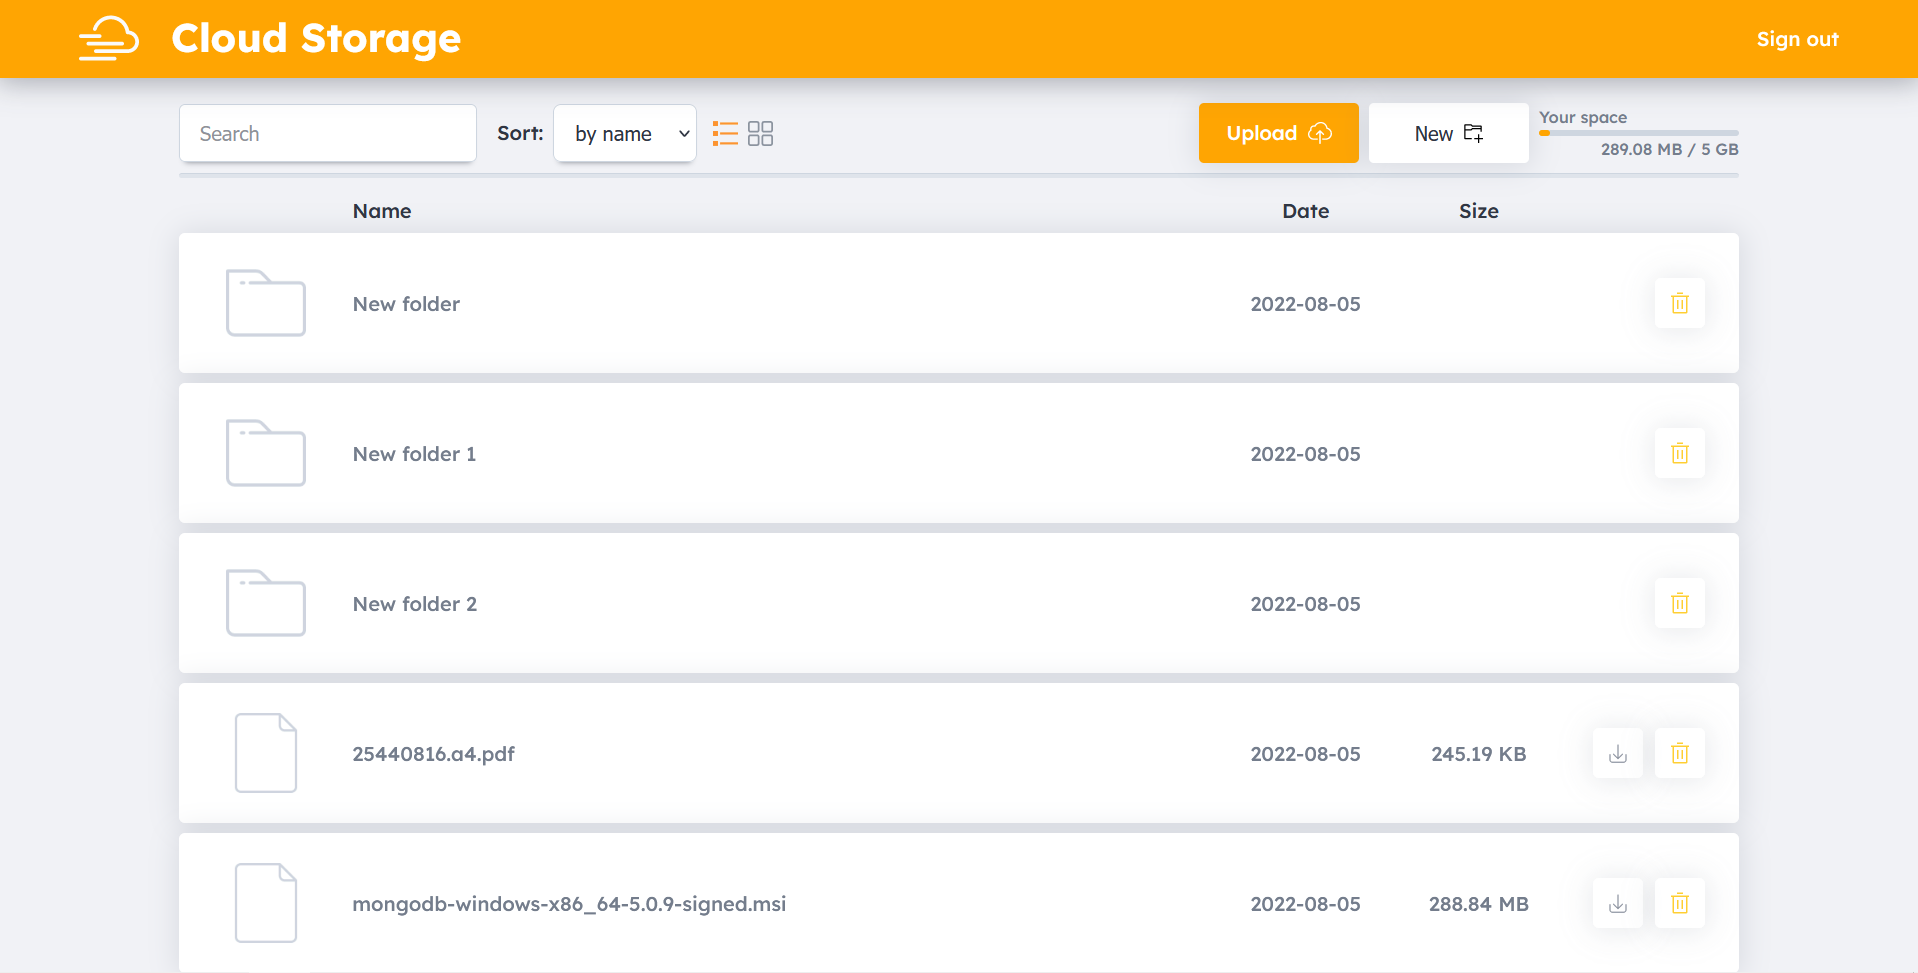 Cloud Storage
Sign out
Search
Sort:
by name
Upload
New
Your space
289.08 MB / 5 GB
Name
Date
Size
New folder
2022-08-05
New folder 1
2022-08-05
New folder 2
2022-08-05
25440816.a4.pdf
2022-08-05
245.19 KB
mongodb-windows-x86_64-5.0.9-signed.msi
2022-08-05
288.84 MB